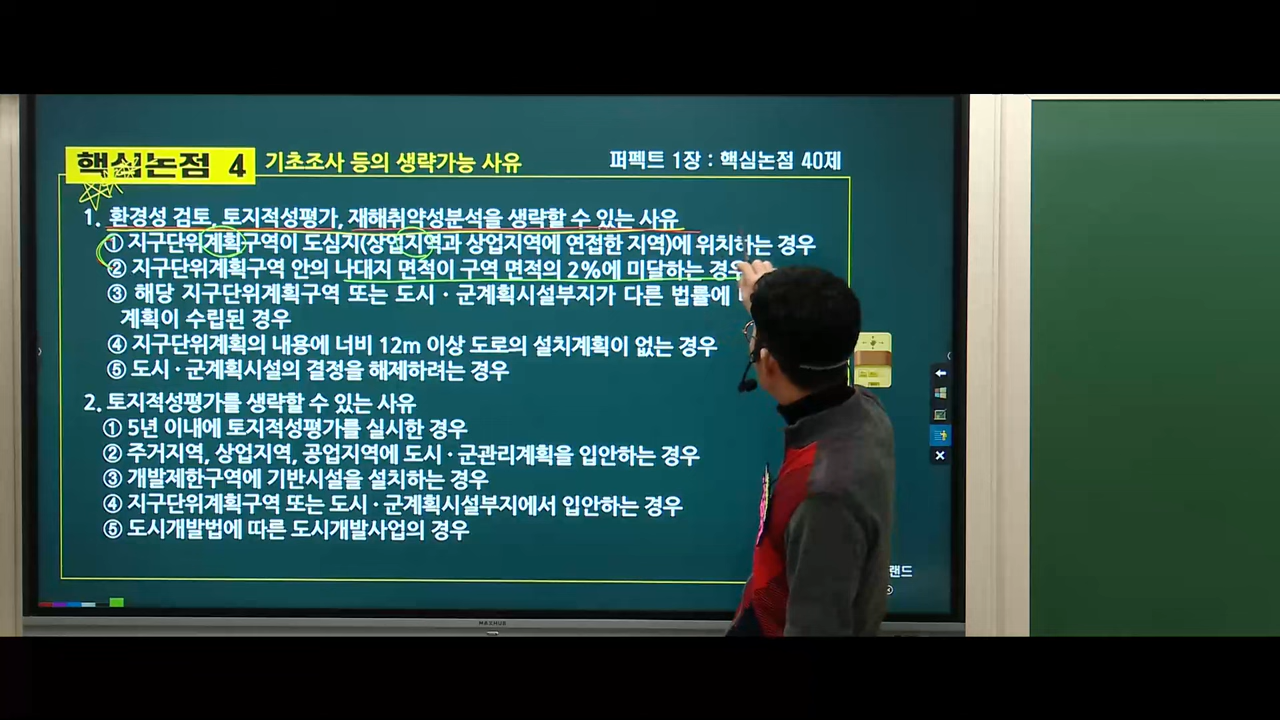 핵심논점 4 기초조사 등의 생략가능 사유 퍼펙트 1장 : 핵심논점 40제
1. 환경성 검토, 토지적성평가, 재해취약성분석을 생략할 수 있는 사유
① 지구단위계획구역이 도심지(상업지역과 상업지역에 연접한 지역)에 위치하는 경우
② 지구단위계획구역 안의 나대지 면적이 구역 면적의 2%에 미달하는 경우
③ 해당 지구단위계획구역 또는 도시·군계획시설부지가 다른 법률에
계획이 수립된 경우
④ 지구단위계획의 내용에 너비 12m 이상 도로의 설치계획이 없는 경우
⑤ 도시·군계획시설의 결정을 해제하려는 경우
2. 토지적성평가를 생략할 수 있는 사유
① 5년 이내에 토지적성평가를 실시한 경우
② 주거지역, 상업지역, 공업지역에 도시·군관리계획을 입안하는 경우
③ 개발제한구역에 기반시설을 설치하는 경우
④ 지구단위계획구역 또는 도시·군계획시설부지에서 입안하는 경우
⑤ 도시개발법에 따른 도시개발사업의 경우
랜드
MAXHUB